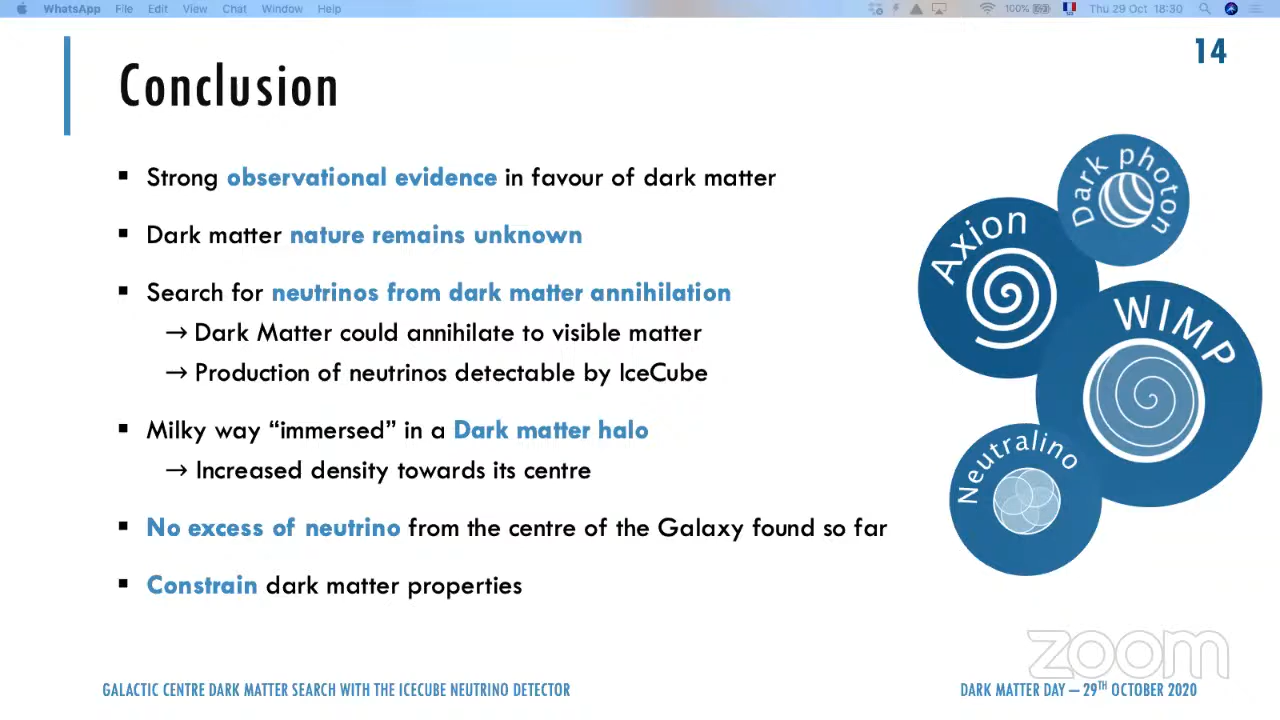 WhatsApp File Edit View Chat Window Help 100% Thu 29 Oct 18:30
14
Conclusion
▪ Strong observational evidence in favour of dark matter
▪ Dark matter nature remains unknown
▪ Search for neutrinos from dark matter annihilation
→ Dark Matter could annihilate to visible matter
→ Production of neutrinos detectable by IceCube
▪ Milky way “immersed” in a Dark matter halo
→ Increased density towards its centre
▪ No excess of neutrino from the centre of the Galaxy found so far
▪ Constrain dark matter properties
Dark photon
Axion
WIMP
Neutralino
zoom
GALACTIC CENTRE DARK MATTER SEARCH WITH THE ICECUBE NEUTRINO DETECTOR
DARK MATTER DAY – 29TH OCTOBER 2020